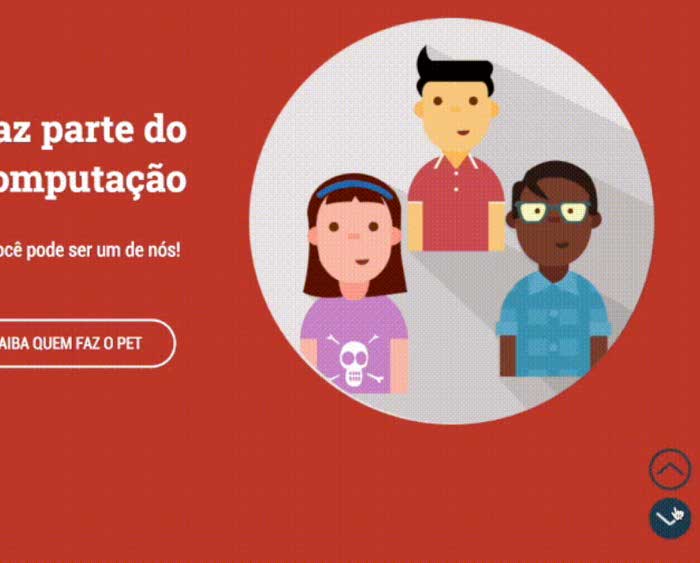 az parte do
omputação
ocê pode ser um de nós!
AIBA QUEM FAZ O PET